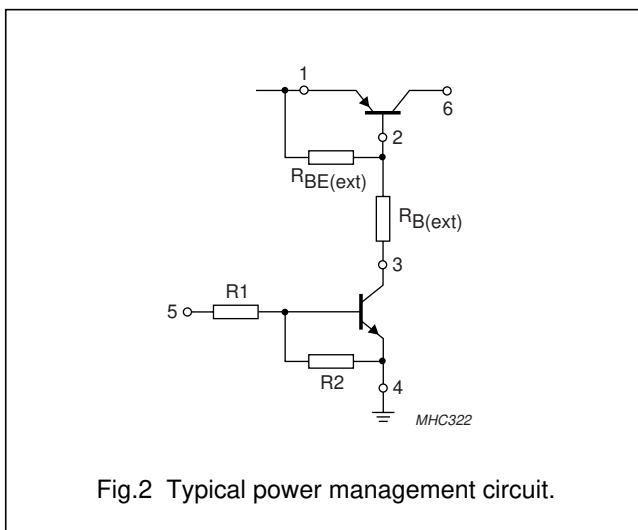 1
6
2
RBE(ext)
RB(ext)
3
R1
5
R2
4
MHC322
Fig.2 Typical power management circuit.